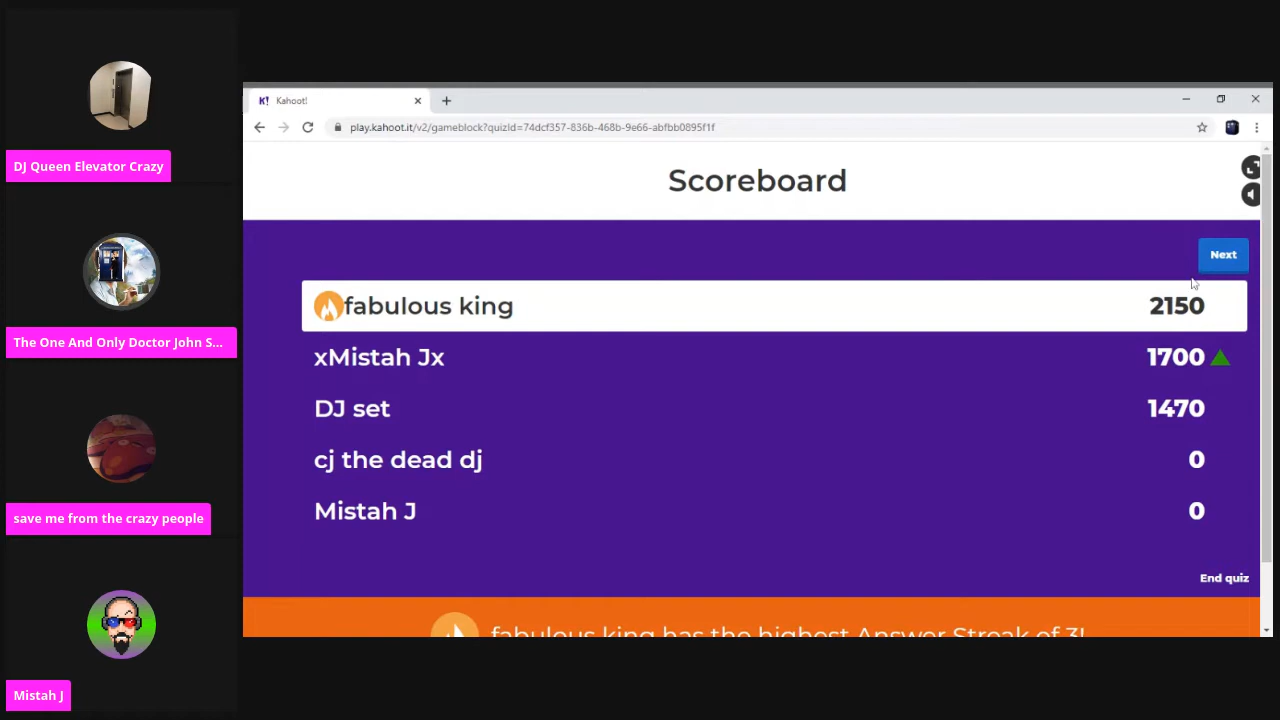 DJ Queen Elevator Crazy
The One And Only Doctor John S...
save me from the crazy people
Mistah J
K! Kahoot!
play.kahoot.it/v2/gameblock?quizId=74dcf357-836b-468b-9e66-abfbb0895f1f
Scoreboard
Next
fabulous king 2150
xMistah Jx 1700
DJ set 1470
cj the dead dj 0
Mistah J 0
End quiz
fabulous king has the highest Answer Streak of 3!